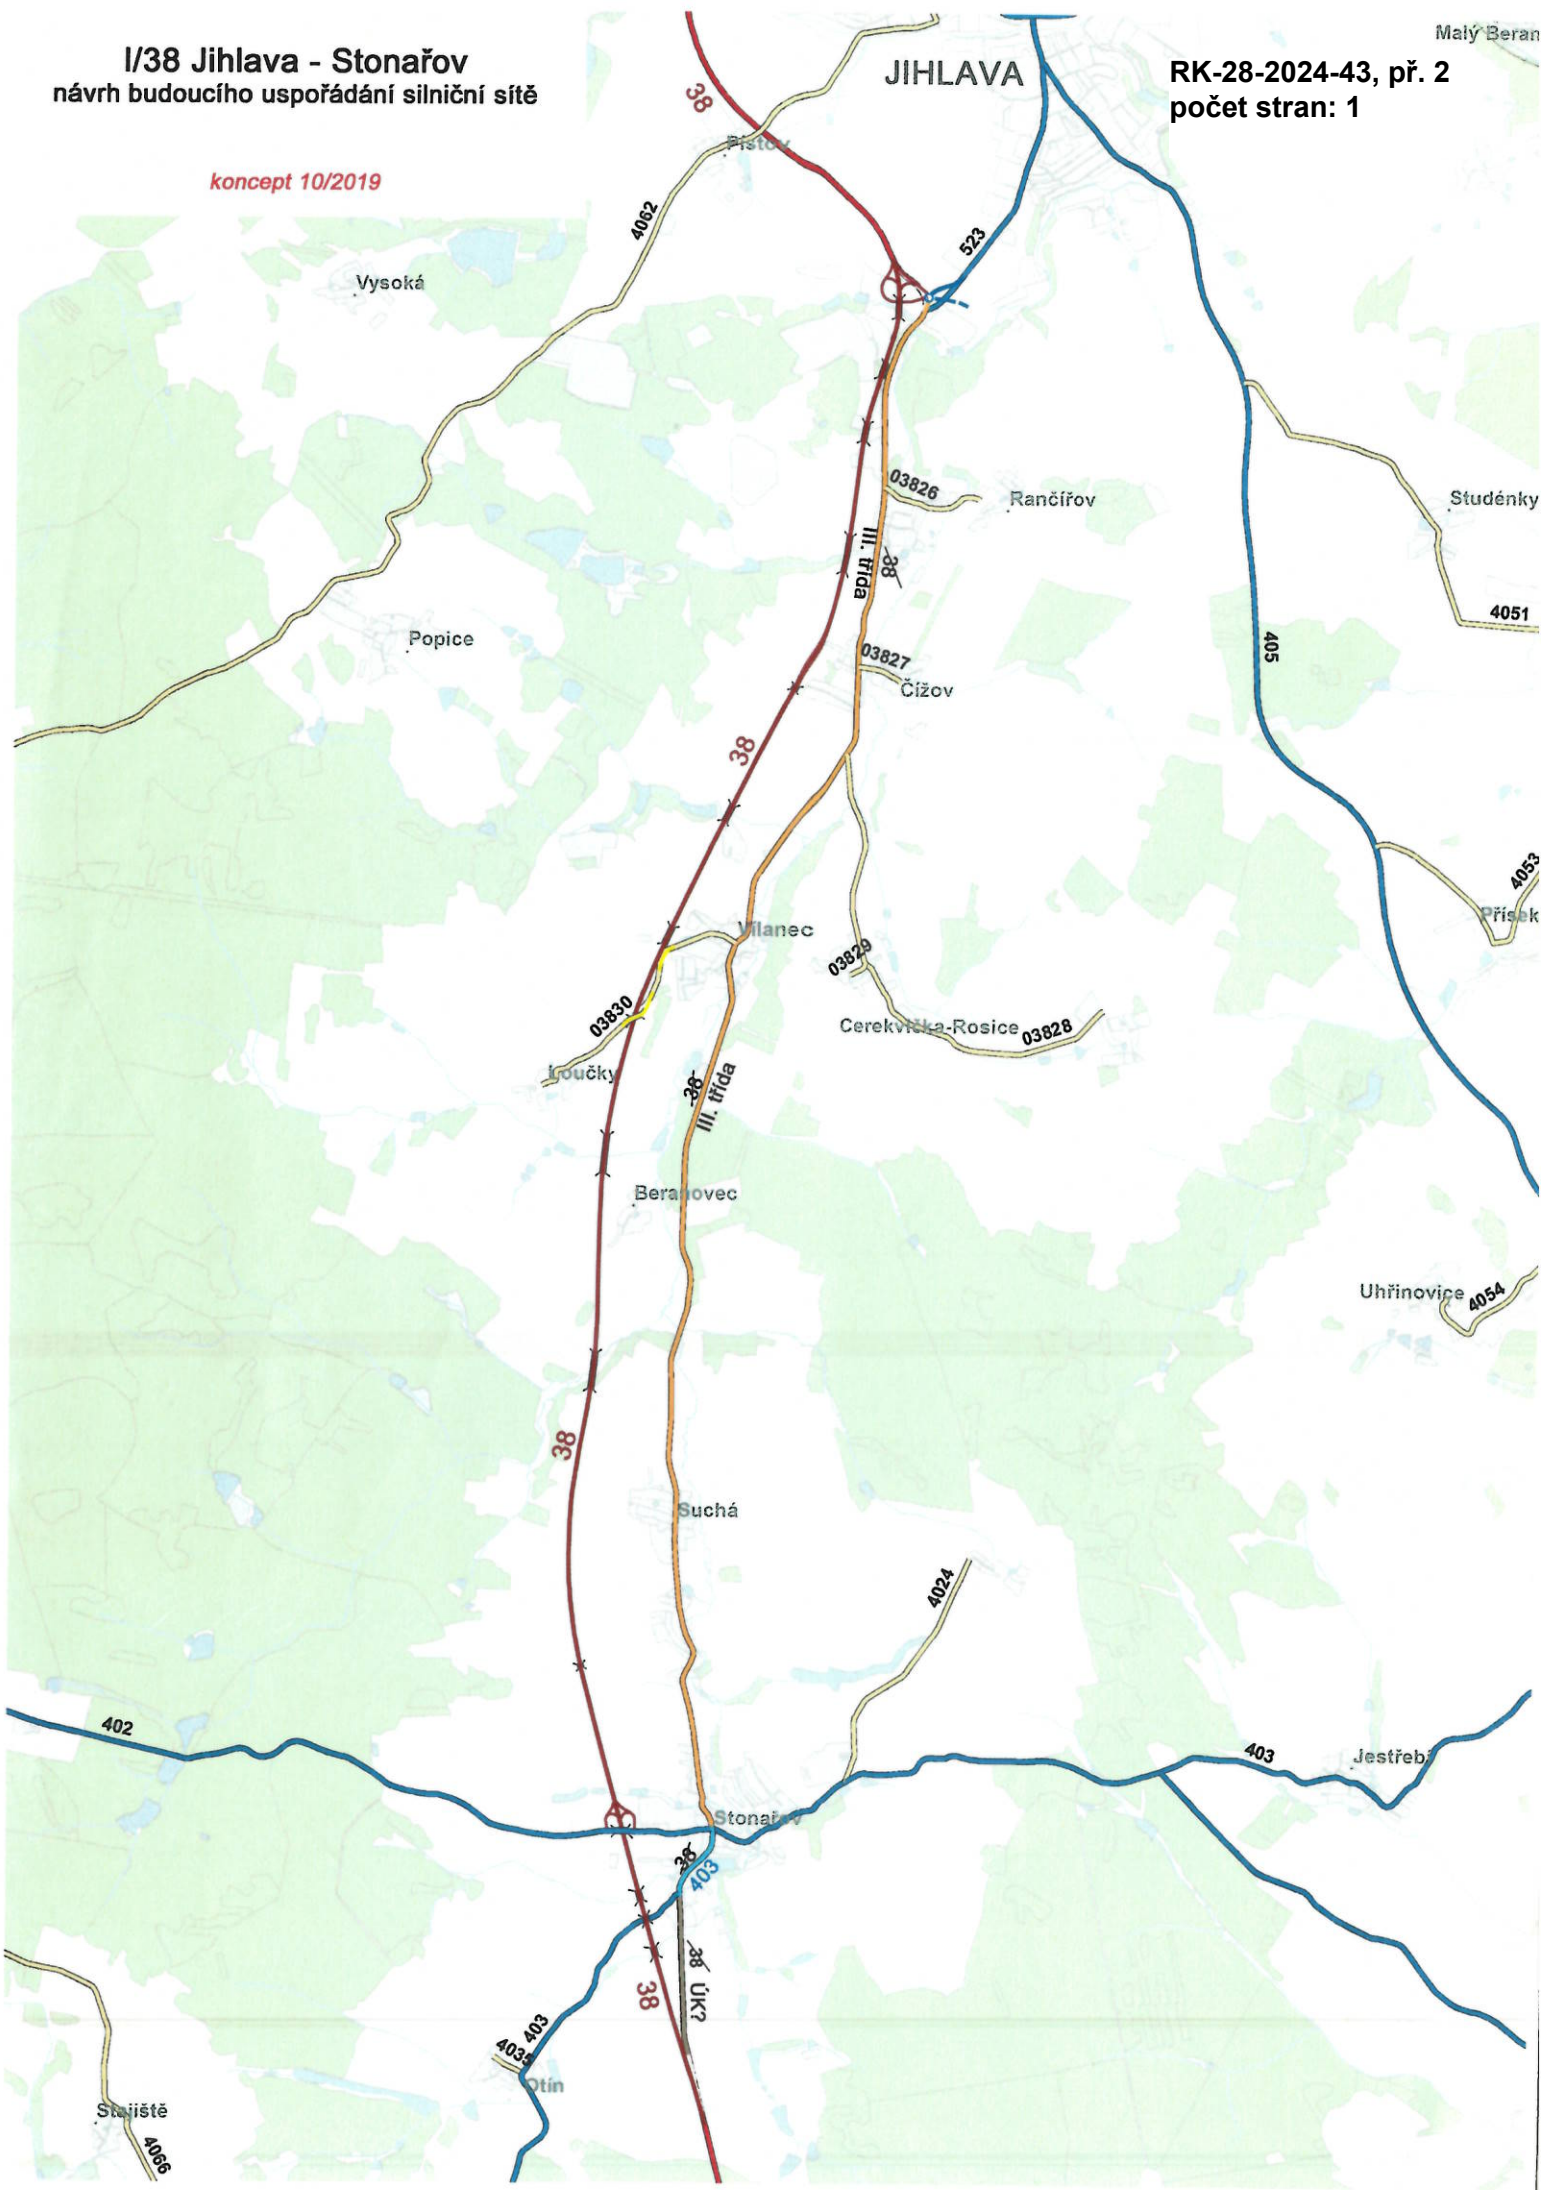 I/38 Jihlava - Stonařov
návrh budoucího uspořádání silniční sítě
koncept 10/2019
RK-28-2024-43, př. 2
počet stran: 1
Malý Beran
JIHLAVA
38
Pístov
4062
523
Vysoká
03826
Rančířov
Studénky
III. třída
38
4051
405
Popice
03827
Čížov
38
4053
Přísek
Vílanec
03829
03830
Cerekvička-Rosice
03828
Loučky
38
III. třída
Beranovec
Uhřinovice
4054
38
Suchá
4024
402
403
Jestřebí
Stonařov
38
403
38
38 ÚK?
403
4035
Otín
Stajiště
4066